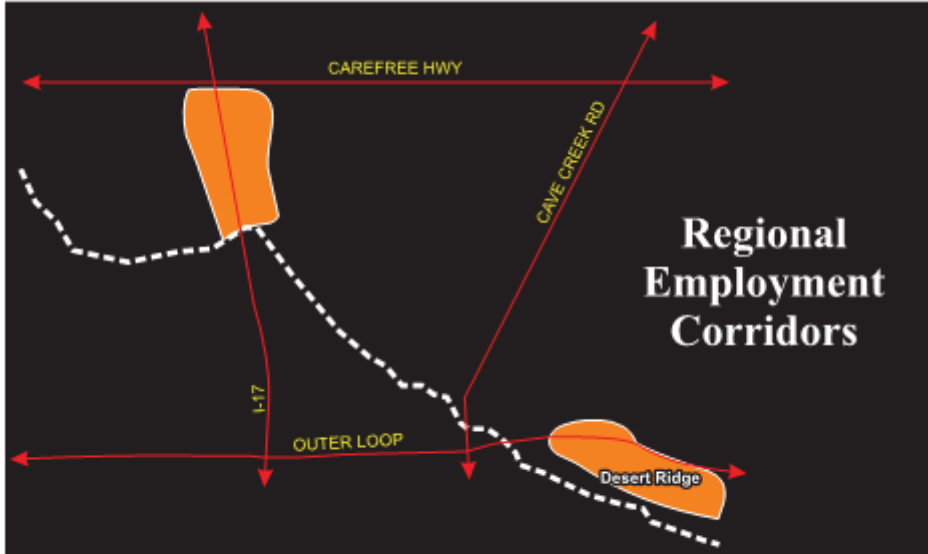 CAREFREE HWY
CAVE CREEK RD
Regional
Employment
Corridors
I-17
OUTER LOOP
Desert Ridge